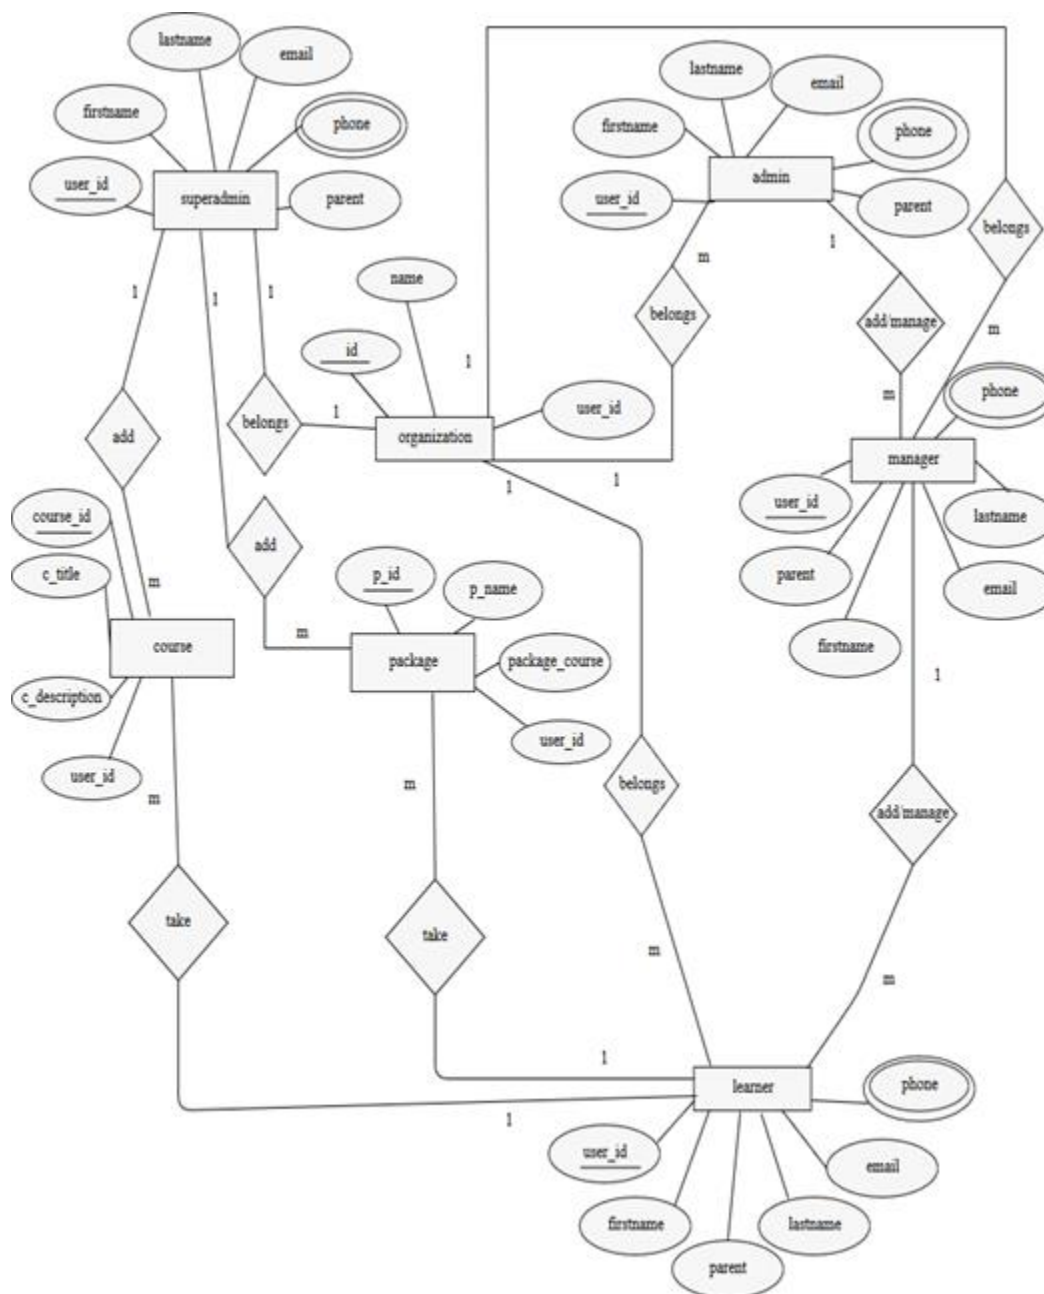 lastname
email
firstname
phone
user_id
superadmin
parent
lastname
email
firstname
phone
admin
user_id
parent
belongs
1
1
1
m
1
name
belongs
add/manage
m
id
1
phone
m
user_id
add
belongs
1
organization
manager
1
1
user_id
lastname
course_id
add
c_title
m
p_id
p_name
parent
email
m
firstname
course
package
package_course
1
c_description
user_id
user_id
m
m
belongs
add/manage
take
take
m
m
1
learner
phone
1
user_id
email
firstname
lastname
parent